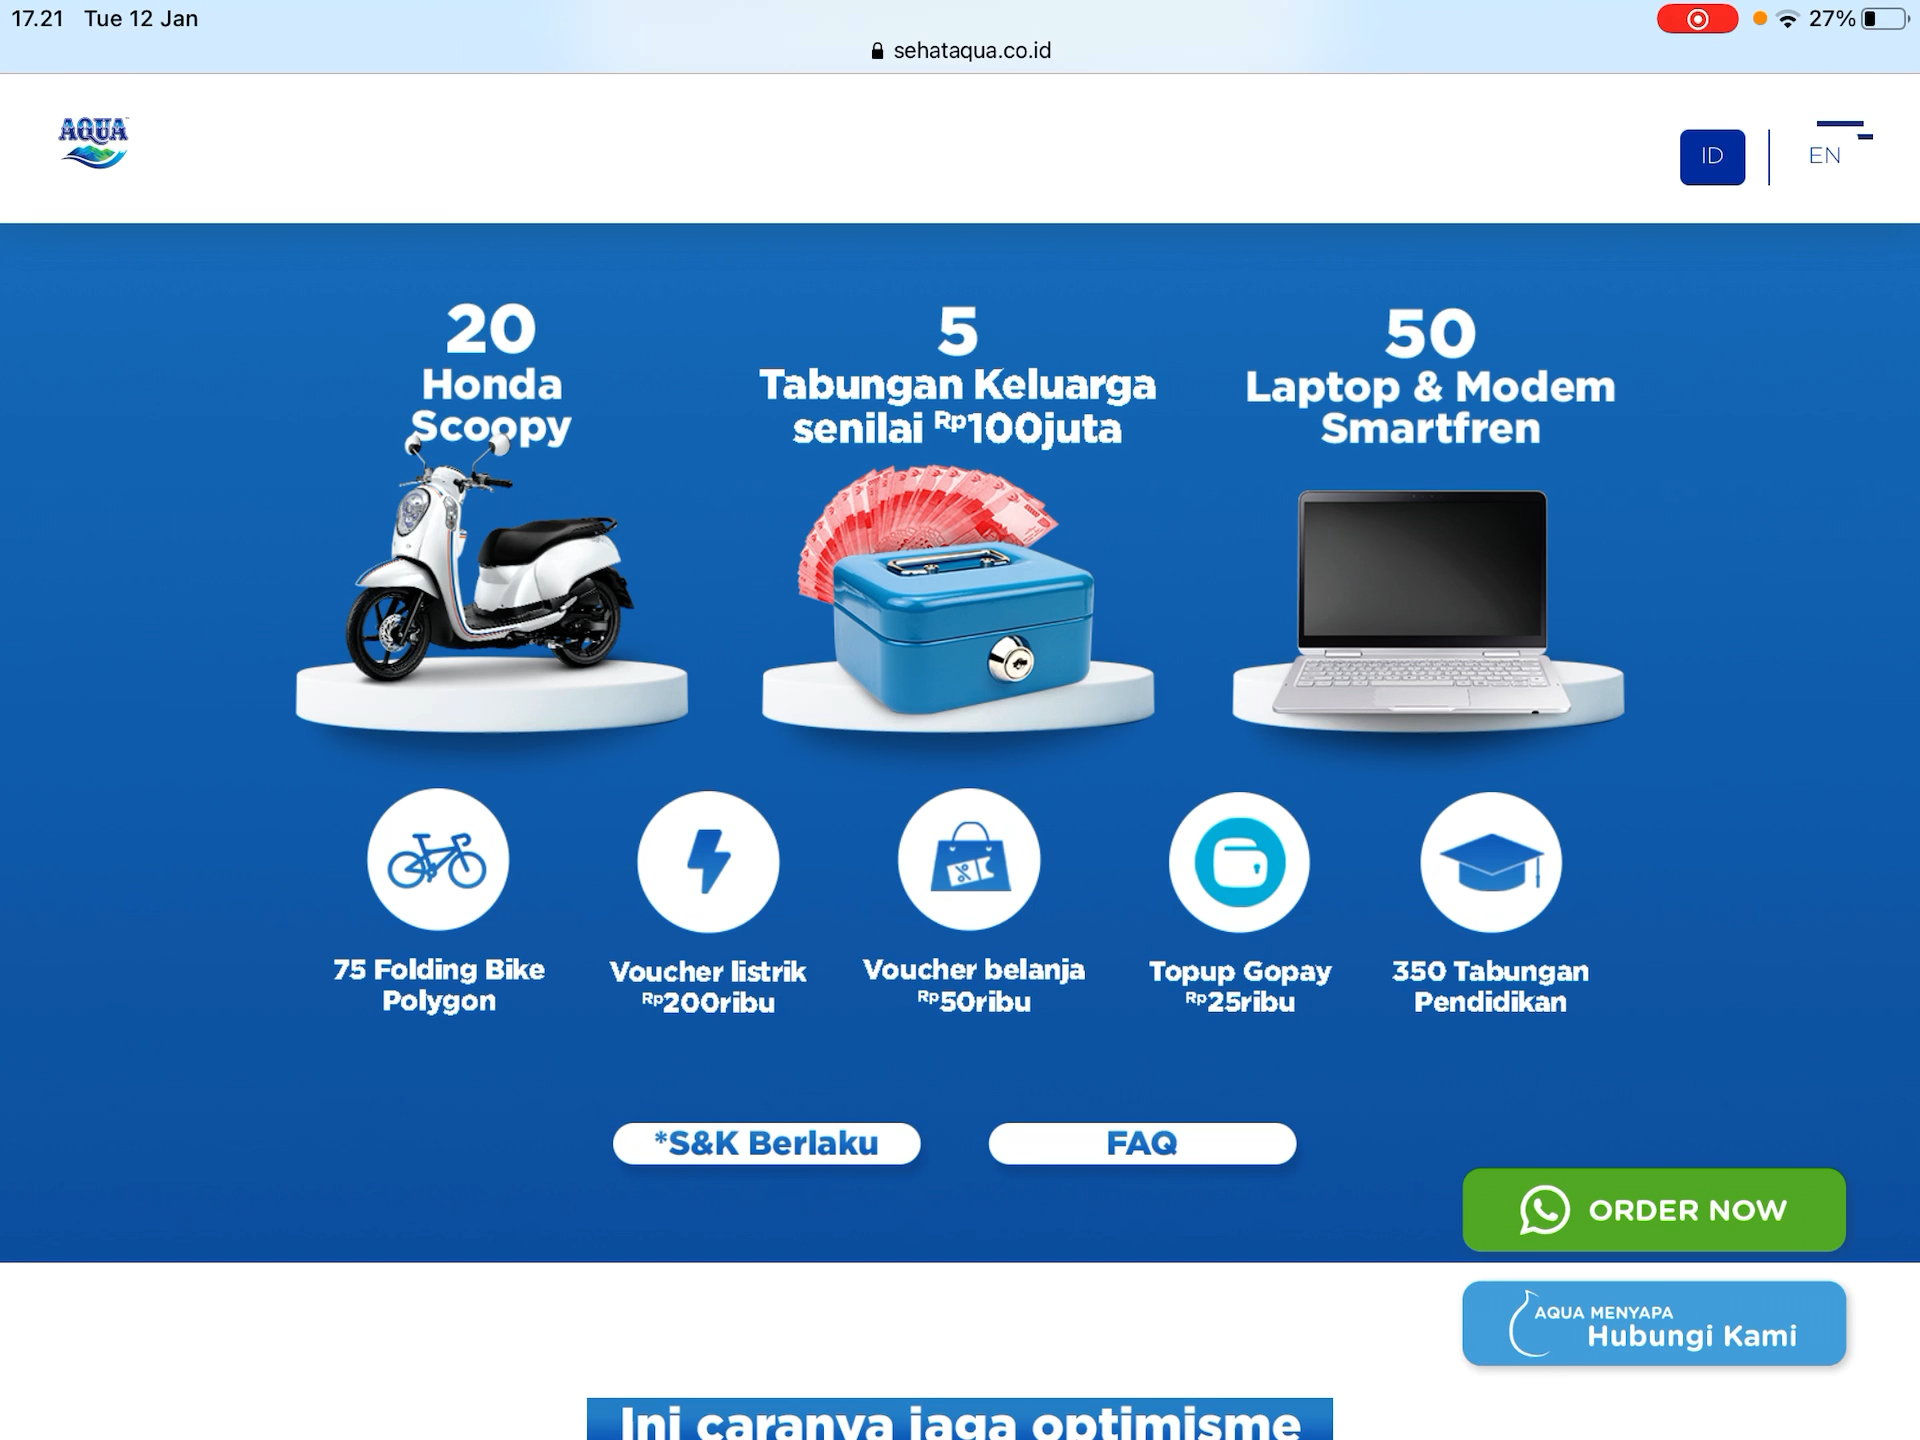 17.21 Tue 12 Jan
27%
sehataqua.co.id
AQUA
ID
EN
20
Honda
Scoopy
5
Tabungan Keluarga
senilai Rp100juta
50
Laptop & Modem
Smartfren
75 Folding Bike
Polygon
Voucher listrik
Rp200ribu
Voucher belanja
Rp50ribu
Topup Gopay
Rp25ribu
350 Tabungan
Pendidikan
*S&K Berlaku
FAQ
ORDER NOW
AQUA MENYAPA
Hubungi Kami
Ini caranya jaga optimisme